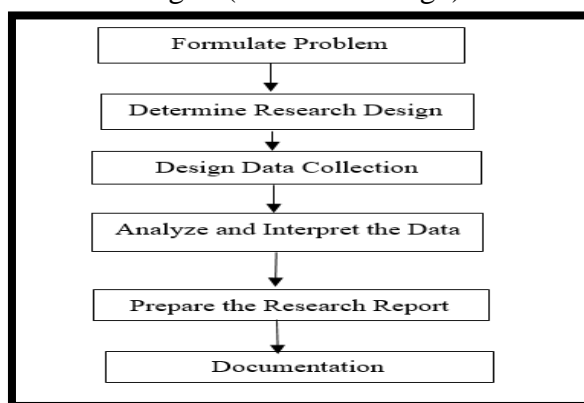 Formulate Problem
Determine Research Design
Design Data Collection
Analyze and Interpret the Data
Prepare the Research Report
Documentation